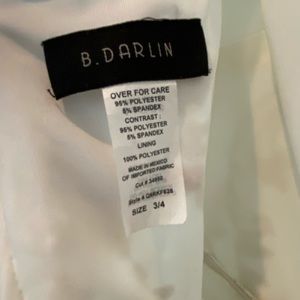 B. DARLIN
OVER FOR CARE
95% POLYESTER
5% SPANDEX
CONTRAST:
95% POLYESTER
5% SPANDEX
LINING
100% POLYESTER
MADE IN MEXICO
OF IMPORTED FABRIC
Cut #
Style #
SIZE 3/4